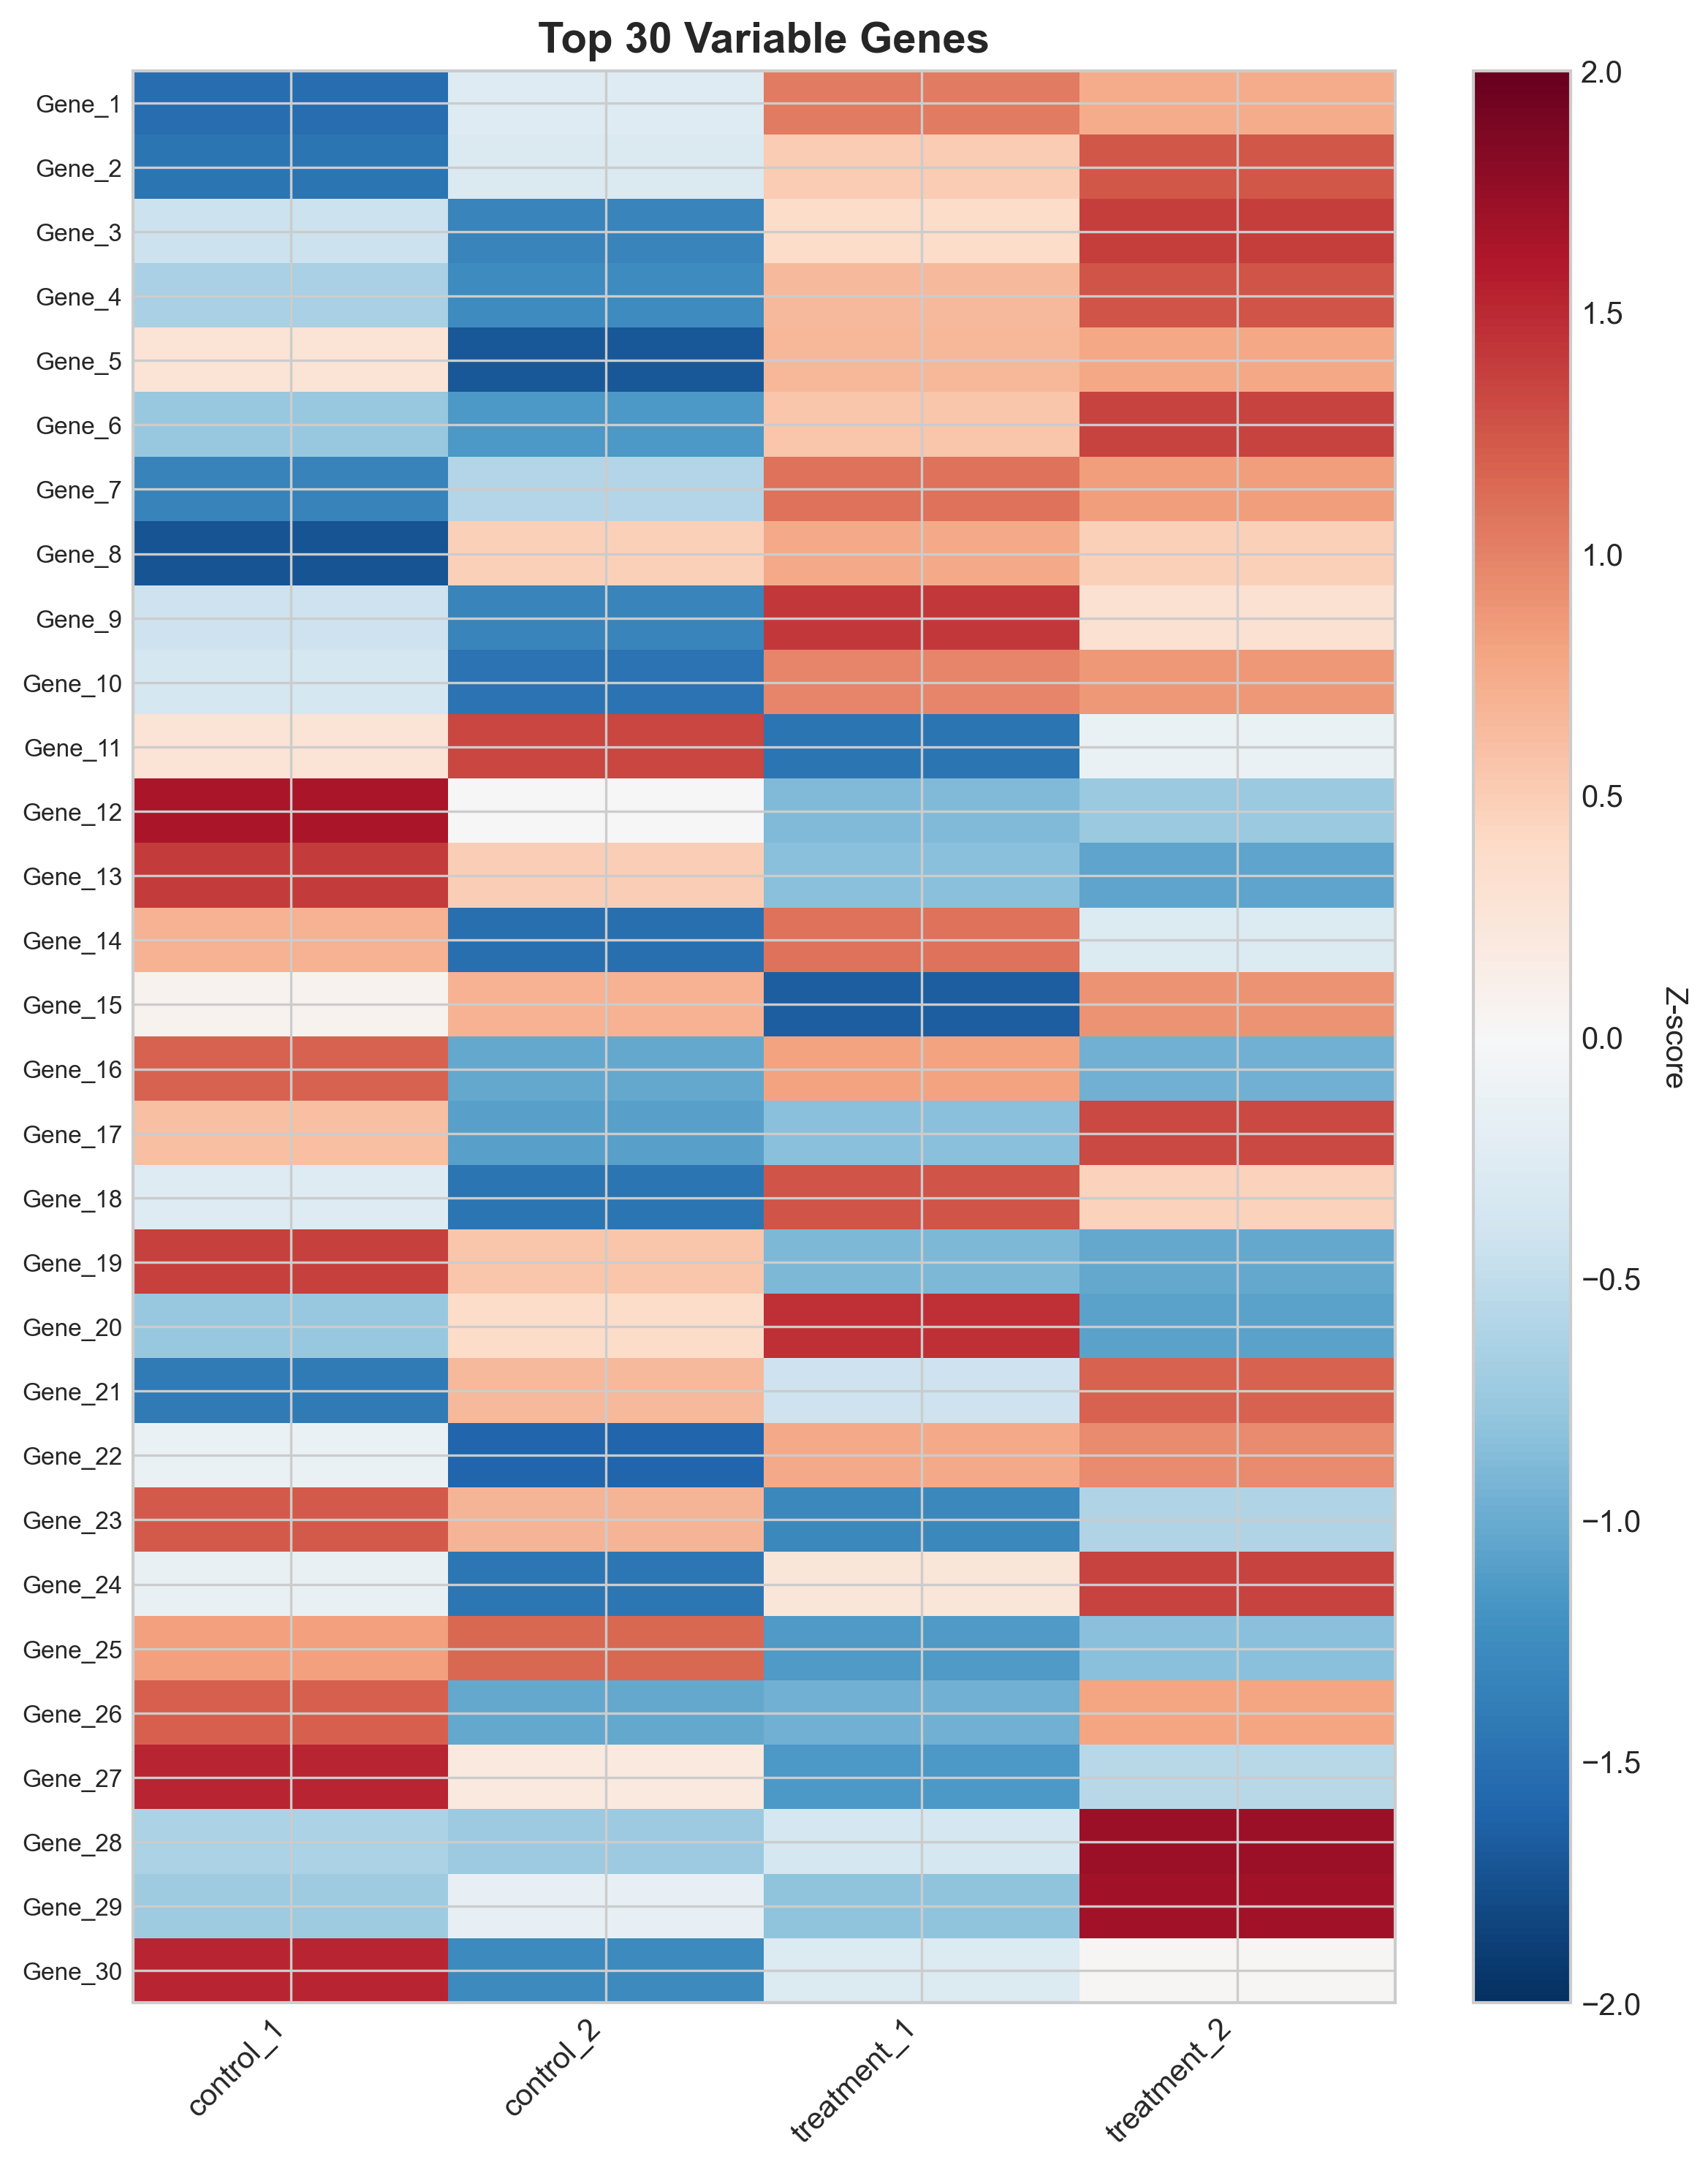 Top 30 Variable Genes
Gene_1
Gene_2
Gene_3
Gene_4
Gene_5
Gene_6
Gene_7
Gene_8
Gene_9
Gene_10
Gene_11
Gene_12
Gene_13
Gene_14
Gene_15
Gene_16
Gene_17
Gene_18
Gene_19
Gene_20
Gene_21
Gene_22
Gene_23
Gene_24
Gene_25
Gene_26
Gene_27
Gene_28
Gene_29
Gene_30
control_1
control_2
treatment_1
treatment_2
2.0
1.5
1.0
0.5
0.0
−0.5
−1.0
−1.5
−2.0
Z-score